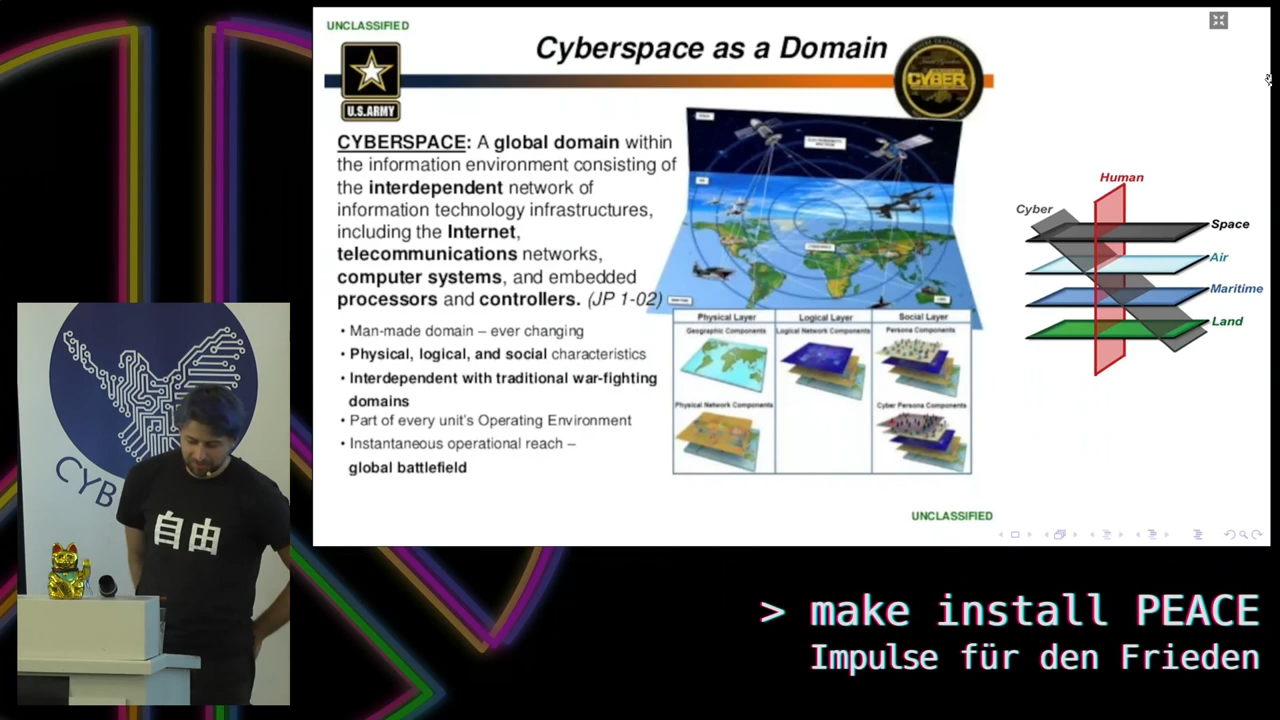 UNCLASSIFIED
Cyberspace as a Domain
U.S.ARMY
CYBER
CYBERSPACE: A global domain within
the information environment consisting of
the interdependent network of
information technology infrastructures,
including the Internet,
telecommunications networks,
computer systems, and embedded
processors and controllers. (JP 1-02)
• Man-made domain – ever changing
• Physical, logical, and social characteristics
• Interdependent with traditional war-fighting
domains
• Part of every unit's Operating Environment
• Instantaneous operational reach –
global battlefield
Physical Layer
Logical Layer
Social Layer
Geographic Components
Logical Network Components
Persona Components
Physical Network Components
Cyber Persona Components
UNCLASSIFIED
Human
Cyber
Space
Air
Maritime
Land
CYB
自由
> make install PEACE
Impulse für den Frieden